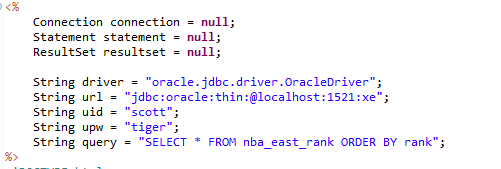 <%
Connection connection = null;
Statement statement = null;
ResultSet resultset = null;
String driver = "oracle.jdbc.driver.OracleDriver";
String url = "jdbc:oracle:thin:@localhost:1521:xe";
String uid = "scott";
String upw = "tiger";
String query = "SELECT * FROM nba_east_rank ORDER BY rank";
%>